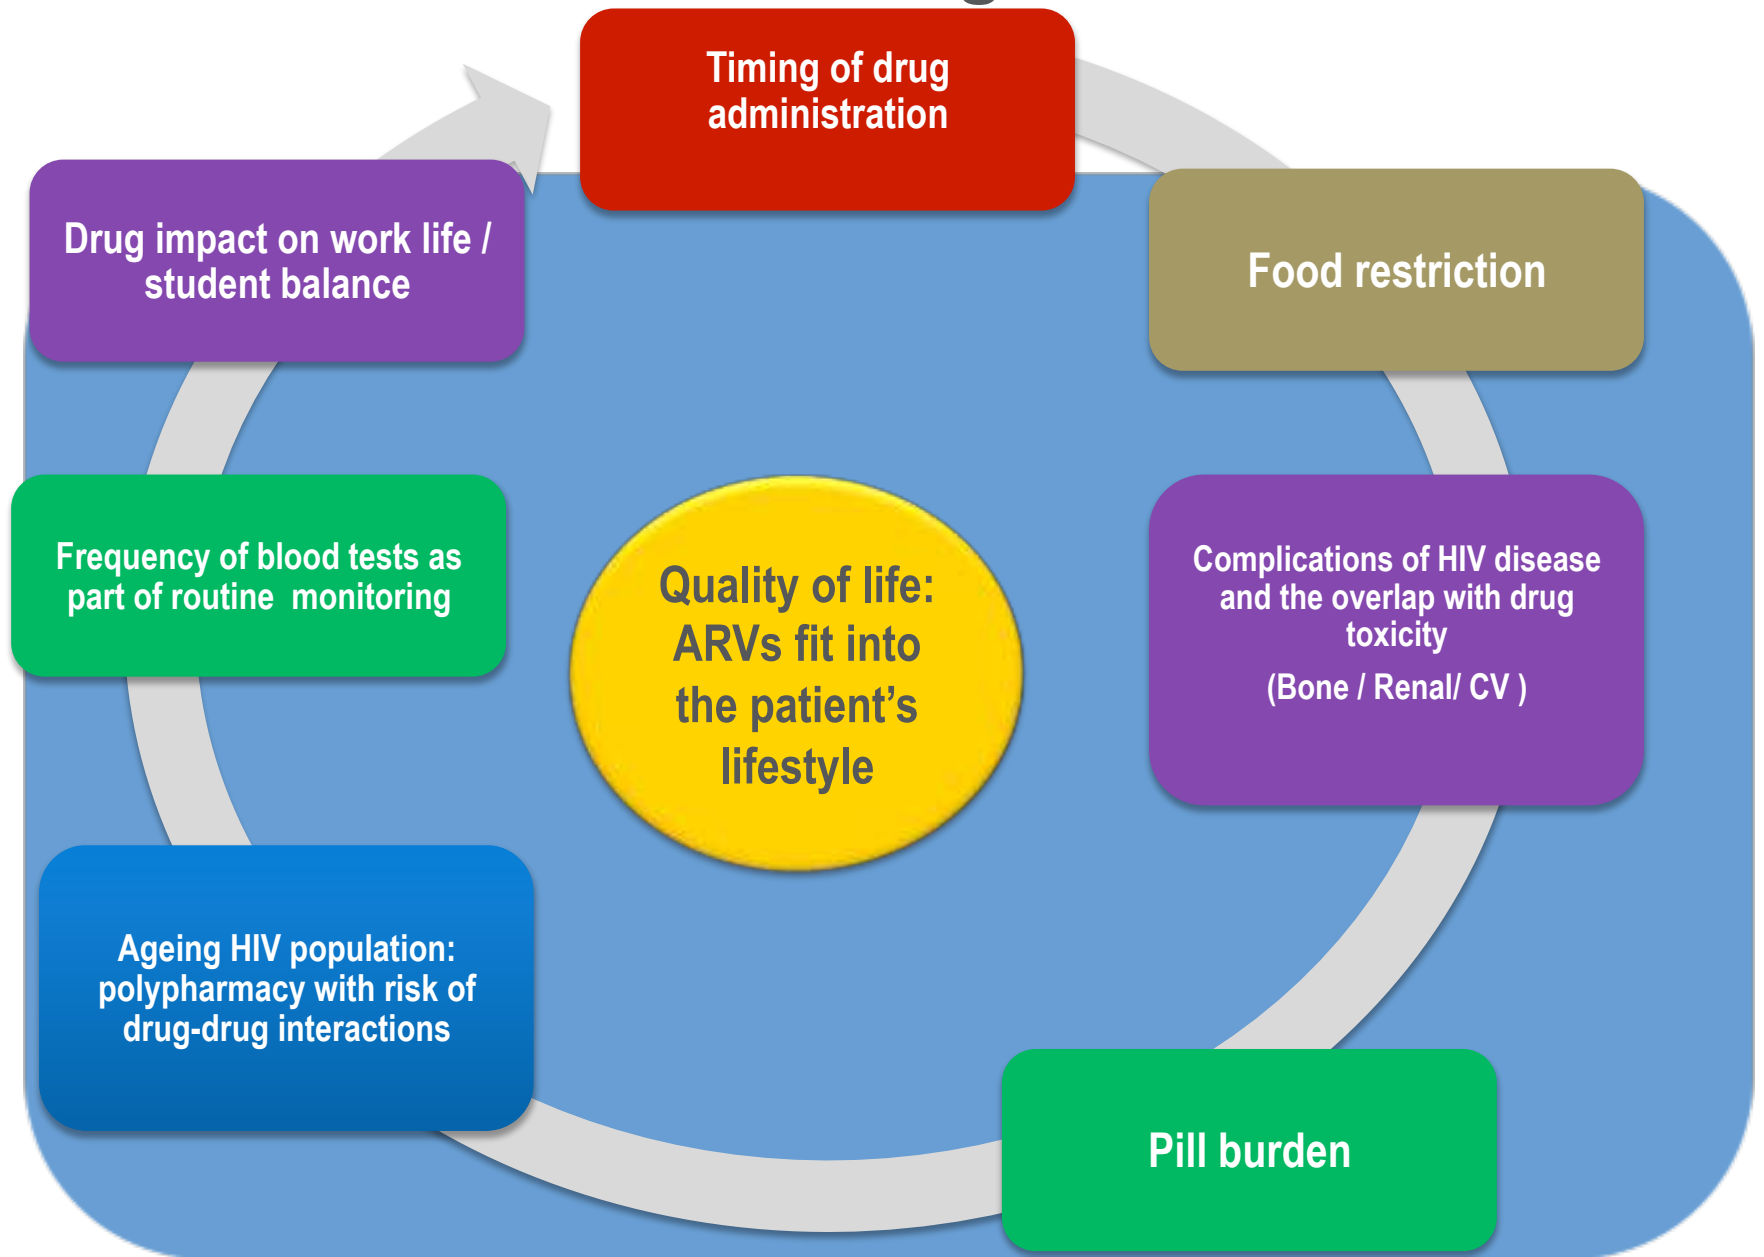 Timing of drug
administration
Food restriction
Complications of HIV disease
and the overlap with drug
toxicity
(Bone / Renal/ CV )
Pill burden
Ageing HIV population:
polypharmacy with risk of
drug-drug interactions
Frequency of blood tests as
part of routine  monitoring
Drug impact on work life /
student balance
Quality of life:
ARVs fit into
the patient’s
lifestyle